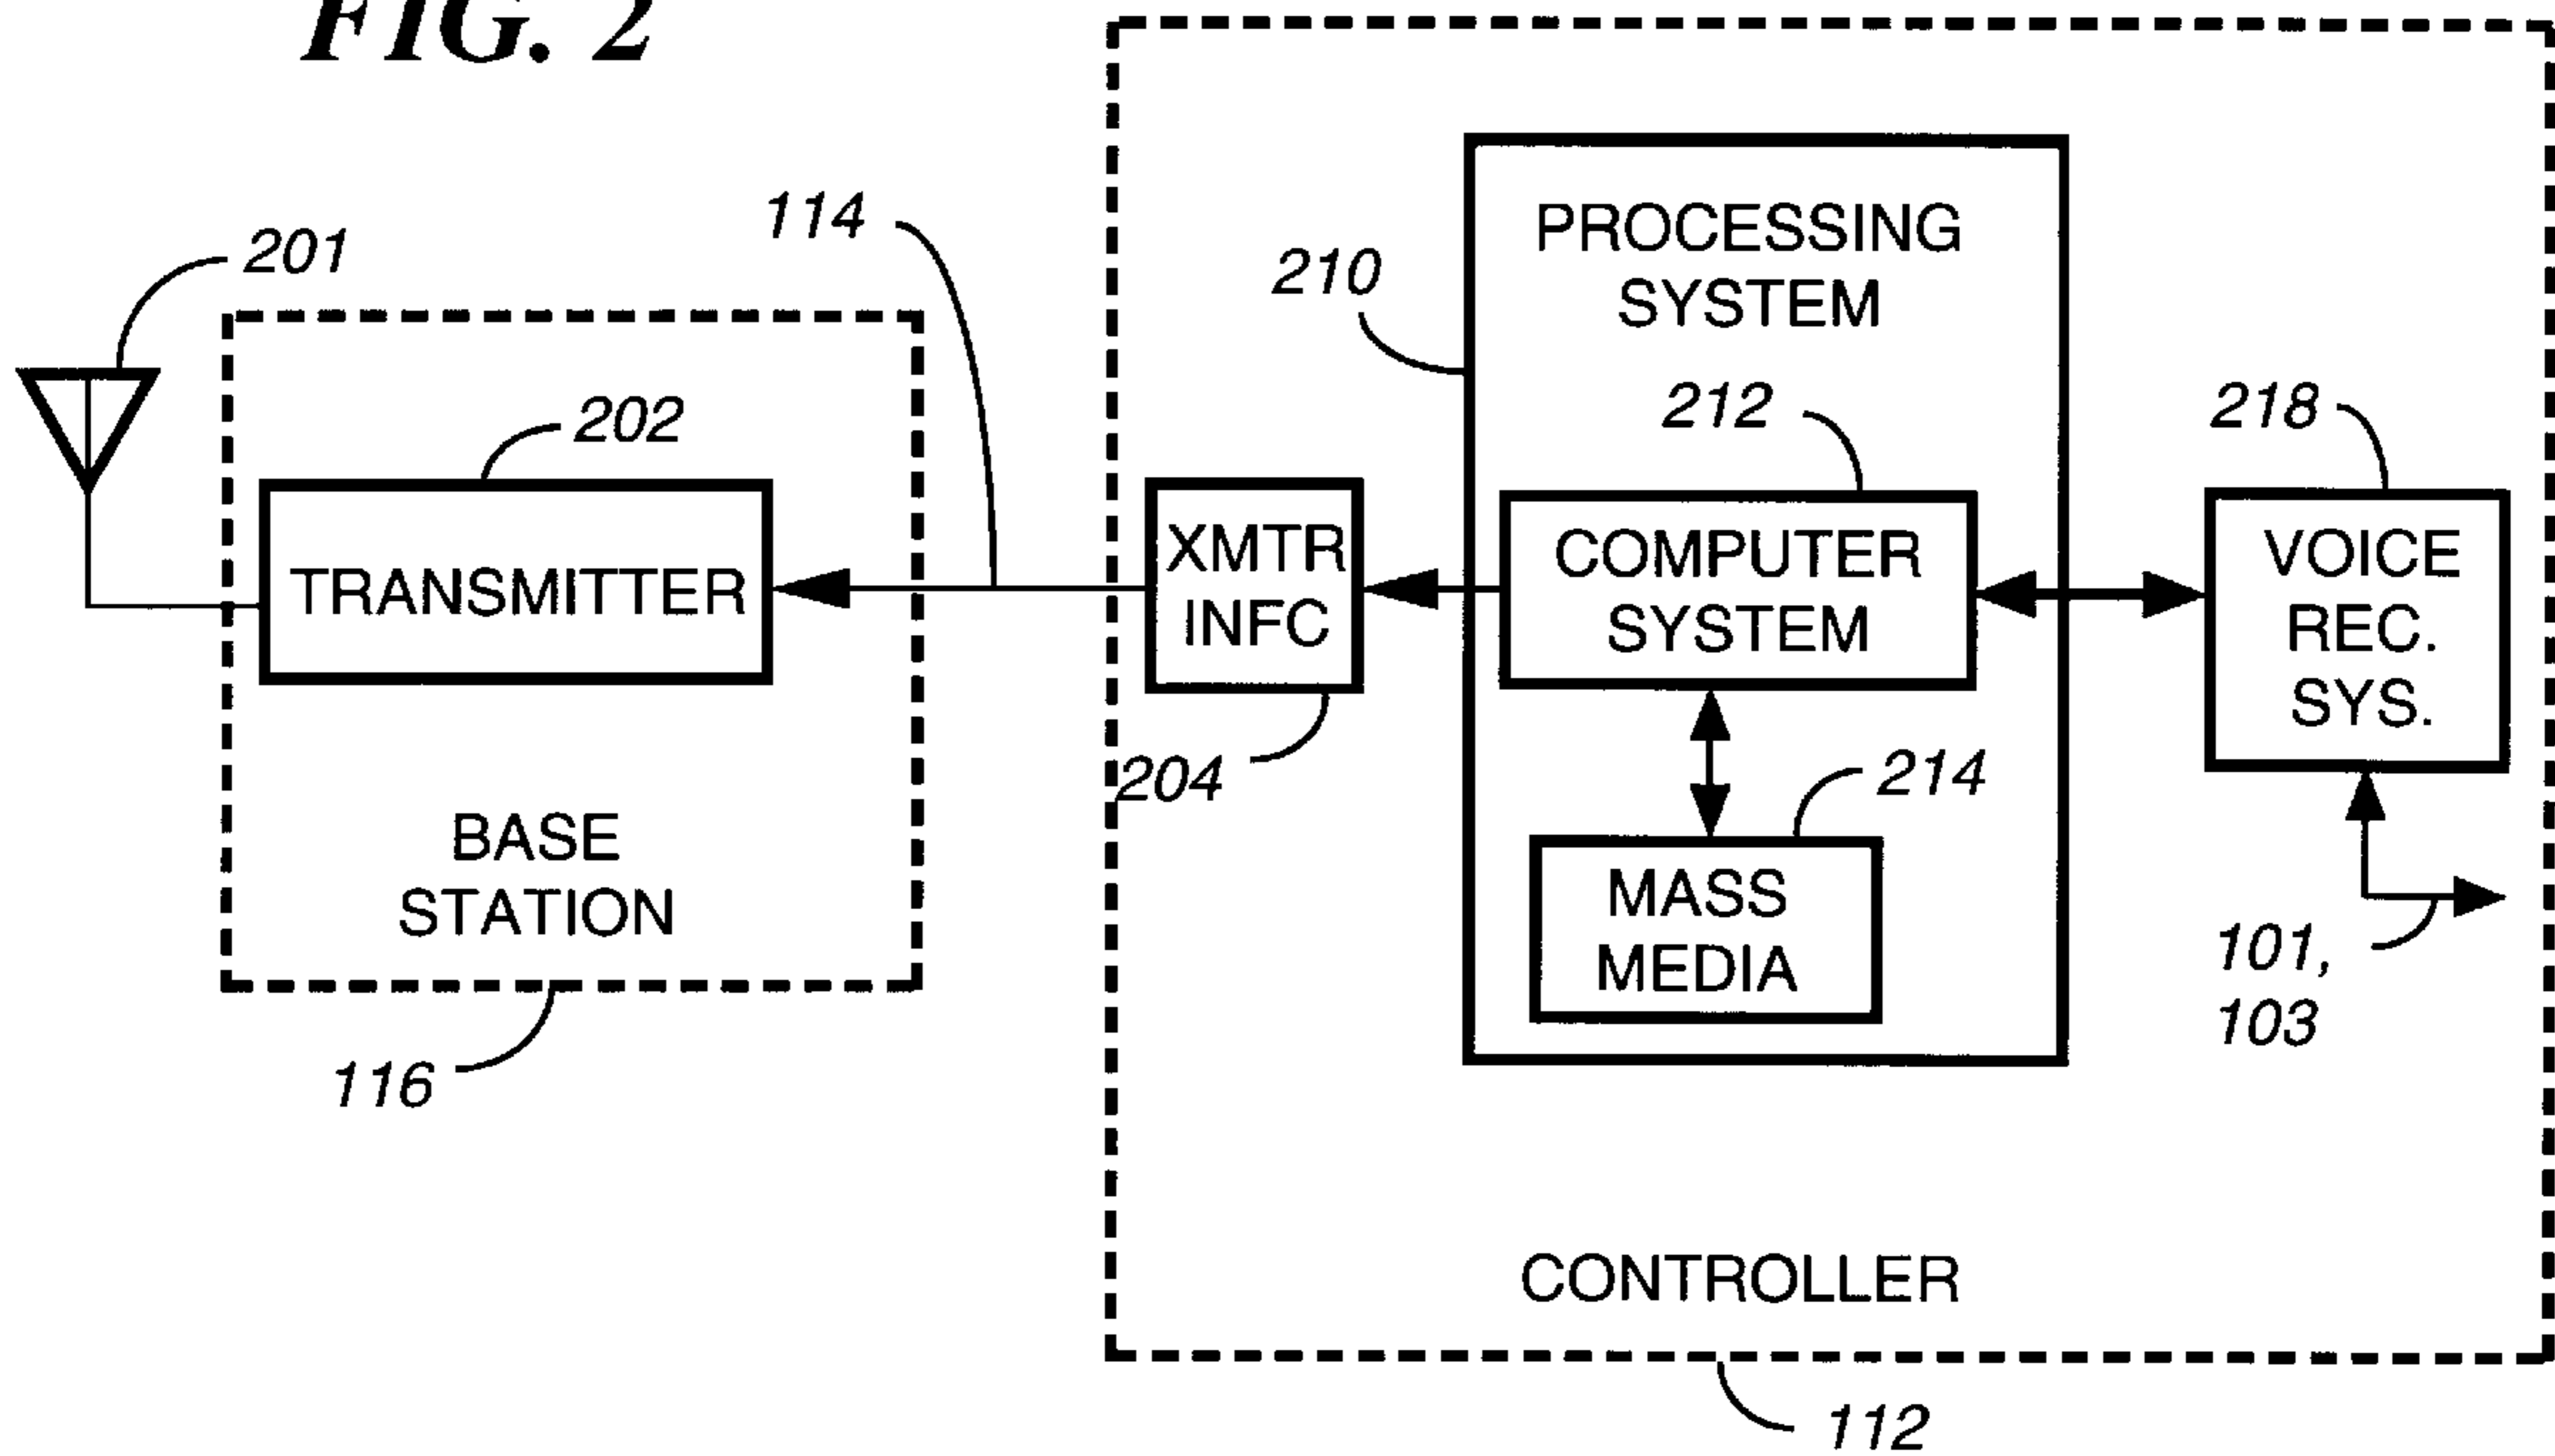 FIG. 2
201
114
202
TRANSMITTER
BASE
STATION
116
210
PROCESSING
SYSTEM
212
218
XMTR
INFC
204
COMPUTER
SYSTEM
VOICE
REC.
SYS.
214
MASS
MEDIA
101,
103
CONTROLLER
112